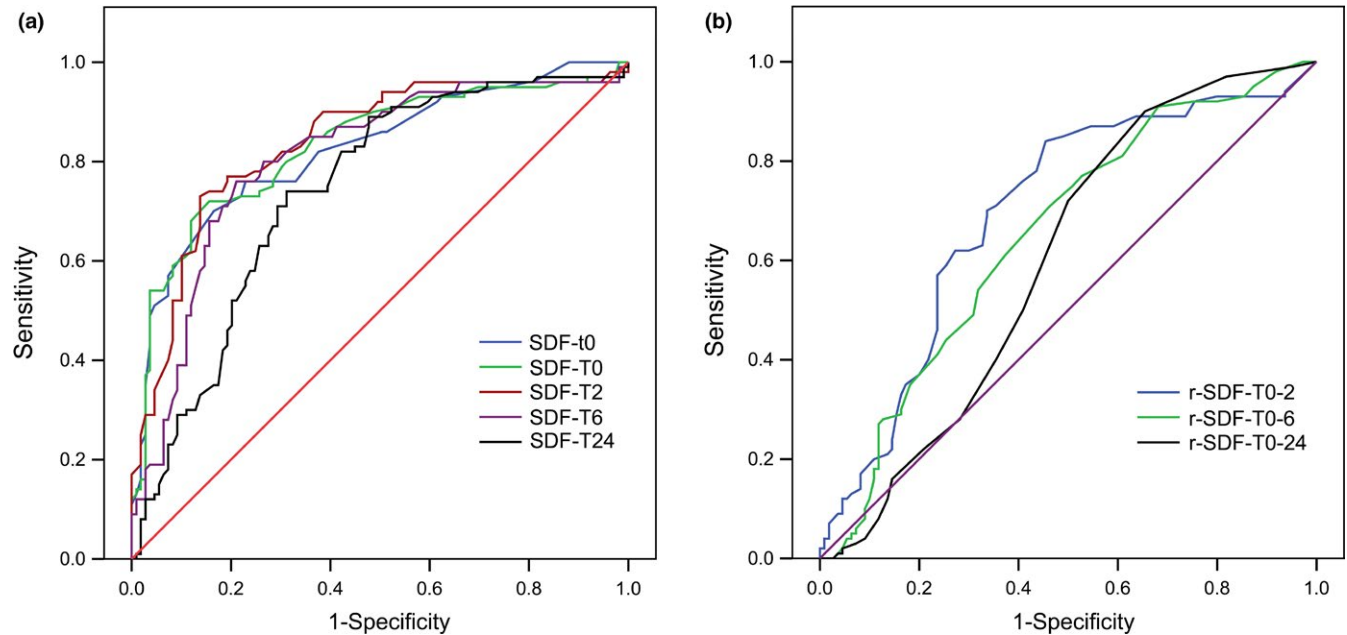 (a)
Sensitivity
1.0
0.8
0.6
0.4
0.2
0.0
SDF-t0
SDF-T0
SDF-T2
SDF-T6
SDF-T24
0.0 0.2 0.4 0.6 0.8 1.0
1-Specificity
(b)
Sensitivity
1.0
0.8
0.6
0.4
0.2
0.0
r-SDF-T0-2
r-SDF-T0-6
r-SDF-T0-24
0.0 0.2 0.4 0.6 0.8 1.0
1-Specificity